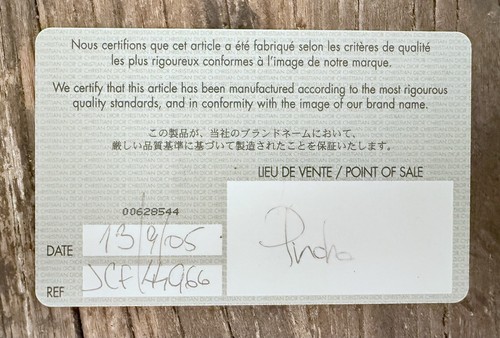 Nous certifions que cet article a été fabriqué selon les critères de qualité
les plus rigoureux conformes à l'image de notre marque.
We certify that this article has been manufactured according to the most rigourous
quality standards, and in conformity with the image of our brand name.
この製品が、当社のブランドネームにおいて、
厳しい品質基準に基づいて製造されたことを保証いたします。
LIEU DE VENTE / POINT OF SALE
00628544
DATE 13/9/05
REF JCF44966